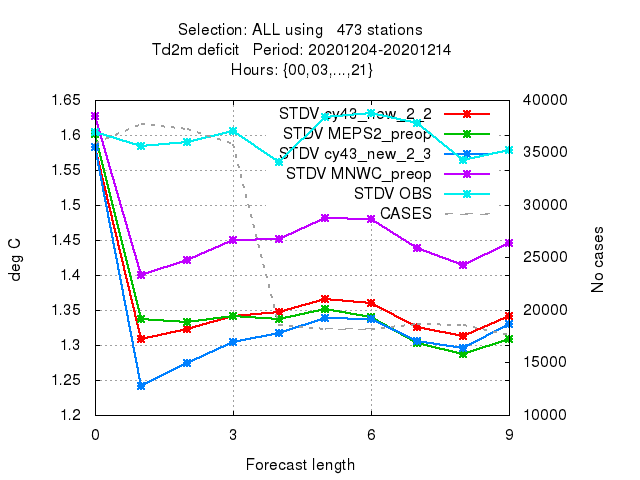 Selection: ALL using 473 stations
Td2m deficit Period: 20201204-20201214
Hours: {00,03,...,21}
STDV cy43_new_2_2
STDV MEPS2_preop
STDV cy43_new_2_3
STDV MNWC_preop
STDV OBS
CASES
deg C
1.65
1.6
1.55
1.5
1.45
1.4
1.35
1.3
1.25
1.2
40000
35000
30000
25000
20000
15000
10000
No cases
0 3 6 9
Forecast length